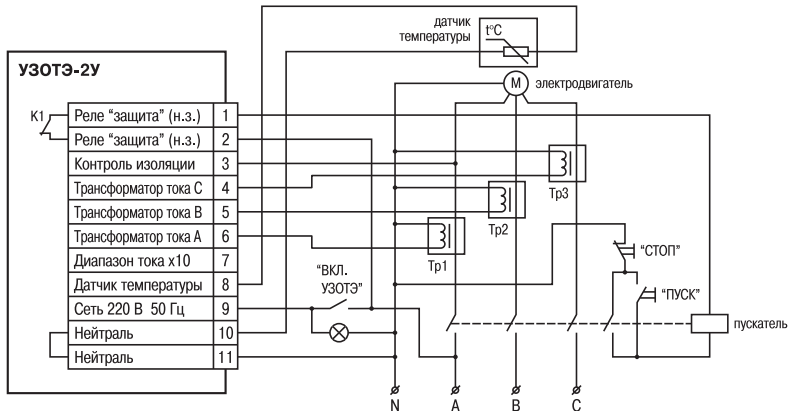 датчик
температуры
t°C
УЗОТЭ-2У
M
электродвигатель
K1
Реле “защита” (н.з.) 1
Реле “защита” (н.з.) 2
Контроль изоляции 3
Трансформатор тока С 4
Трансформатор тока В 5
Трансформатор тока А 6
Диапазон тока х10 7
Датчик температуры 8
Сеть 220 В 50 Гц 9
Нейтраль 10
Нейтраль 11
Тр3
Тр2
Тр1
“СТОП”
“ВКЛ.
УЗОТЭ”
“ПУСК”
пускатель
N A B C